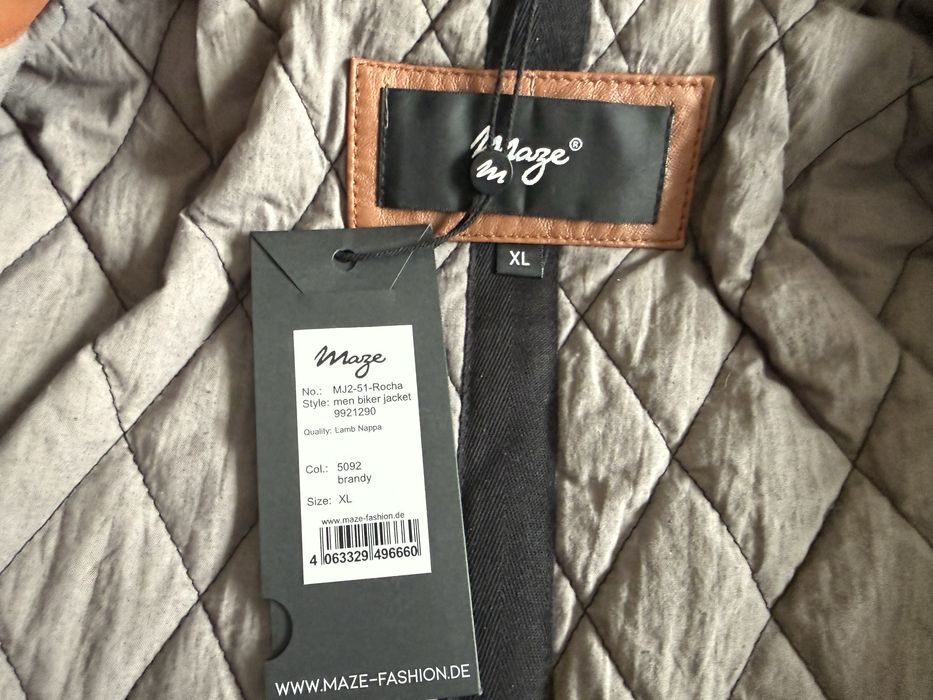 Maze®
m
XL
Maze
No.: MJ2-51-Rocha
Style: men biker jacket
9921290
Quality: Lamb Nappa
Col.: 5092
brandy
Size: XL
www.maze-fashion.de
4 063329 496660
WWW.MAZE-FASHION.DE